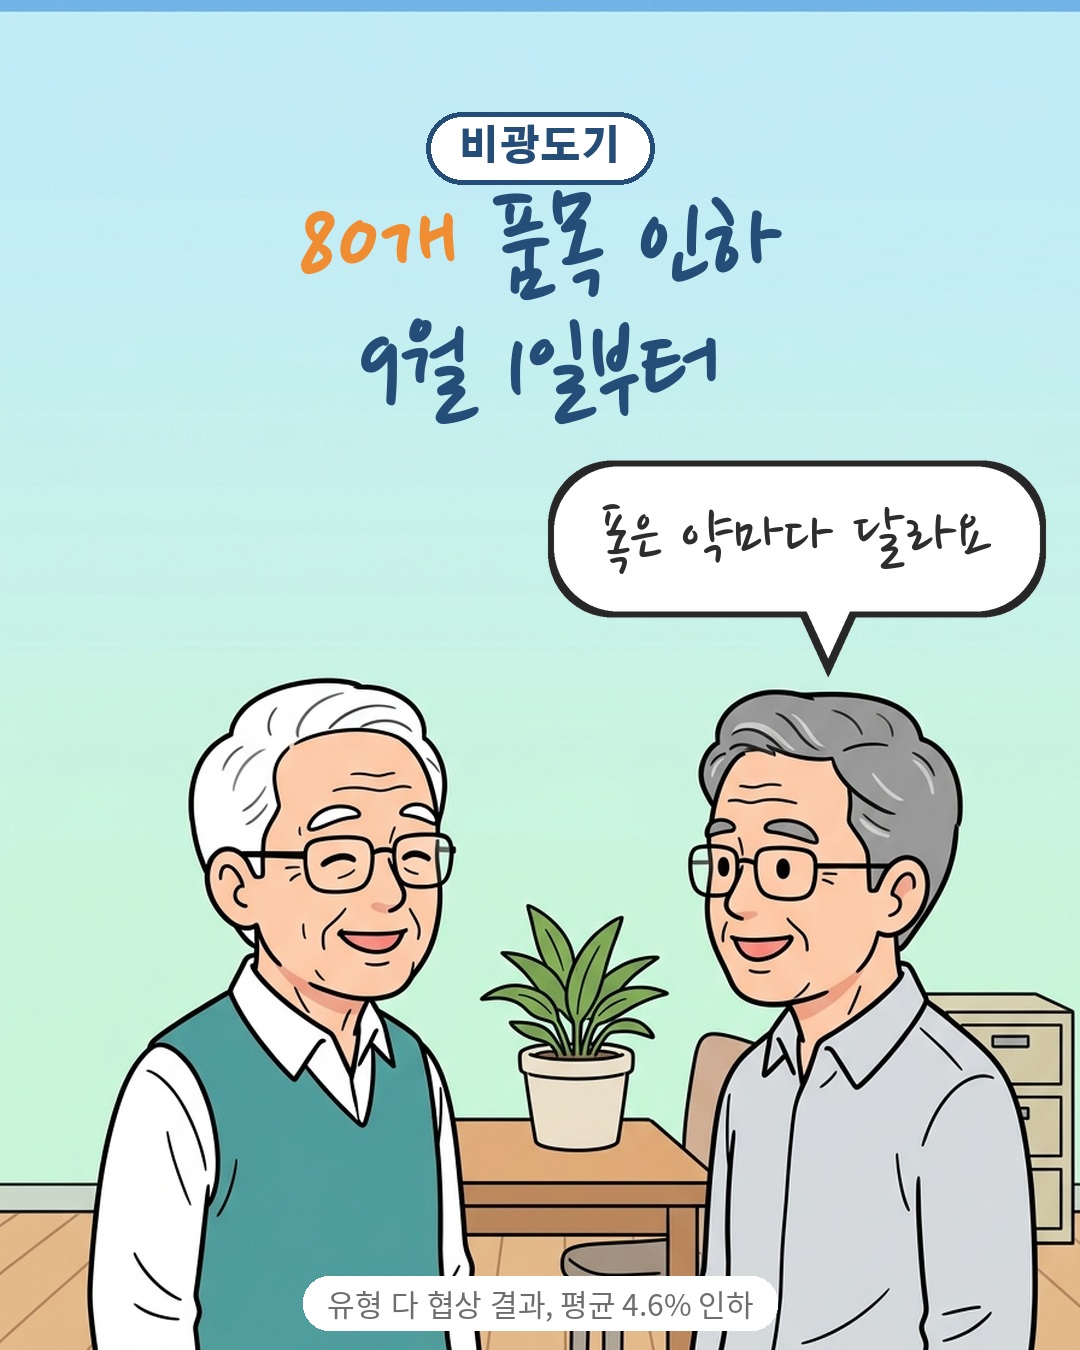 비광도기
80개 품목 인하
9월 1일부터
폭은 약마다 달라요
유형 다 협상 결과, 평균 4.6% 인하